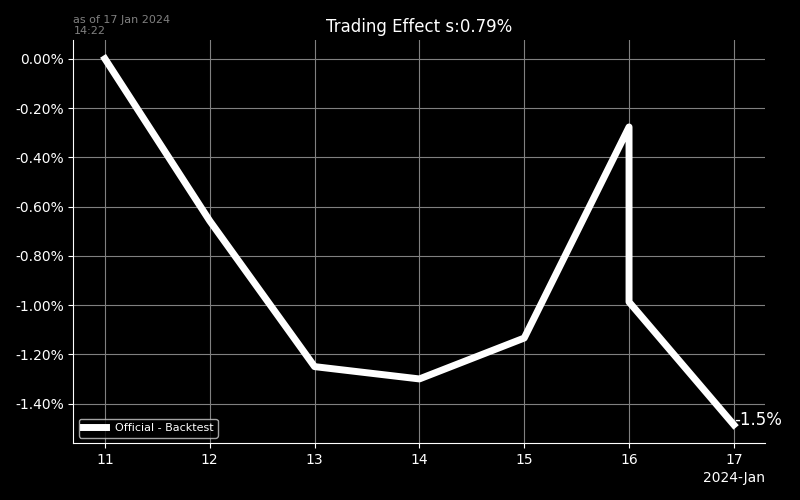 as of 17 Jan 2024
14:22
Trading Effect s:0.79%
0.00%
-0.20%
-0.40%
-0.60%
-0.80%
-1.00%
-1.20%
-1.40%
-1.5%
Official - Backtest
11 12 13 14 15 16 17
2024-Jan